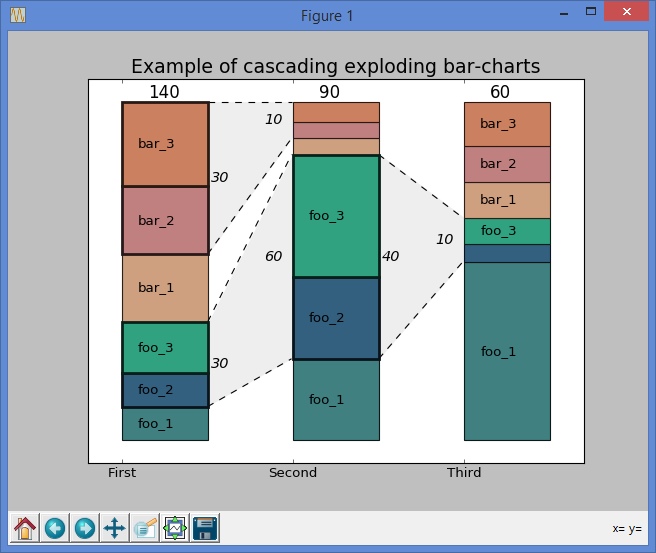 Figure 1
Example of cascading exploding bar-charts
140 90 60
10
bar_3 bar_3
bar_2
30
foo_3
bar_2
bar_1
foo_3
10
60 40
bar_1
foo_2
foo_3 foo_1
30
foo_2
foo_1
foo_1
First Second Third
x= y=